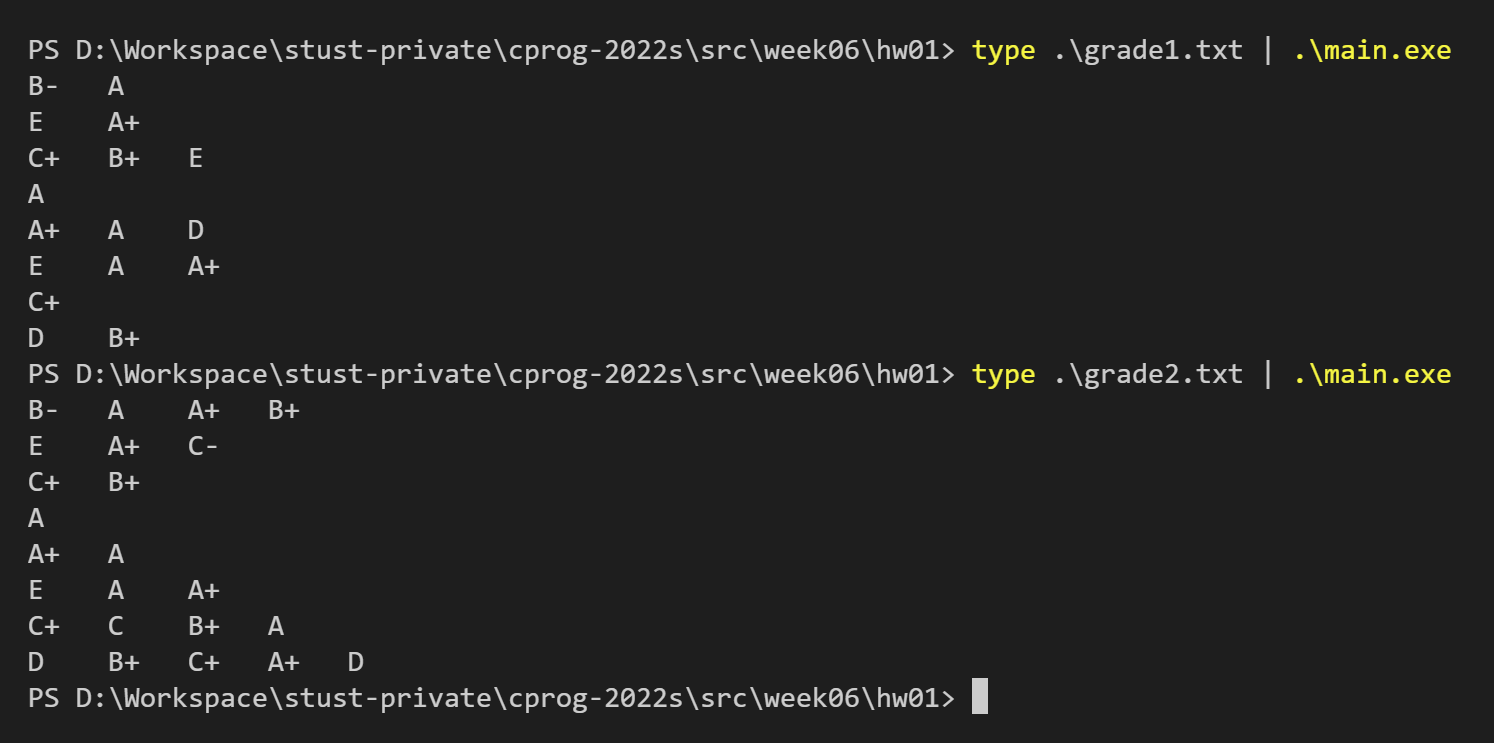 PS D:\Workspace\stust-private\cprog-2022s\src\week06\hw01> type .\grade1.txt | .\main.exe
B-   A
E    A+
C+   B+   E
A
A+   A    D
E    A    A+
C+
D    B+
PS D:\Workspace\stust-private\cprog-2022s\src\week06\hw01> type .\grade2.txt | .\main.exe
B-   A    A+   B+
E    A+   C-
C+   B+
A
A+   A
E    A    A+
C+   C    B+   A
D    B+   C+   A+   D
PS D:\Workspace\stust-private\cprog-2022s\src\week06\hw01>